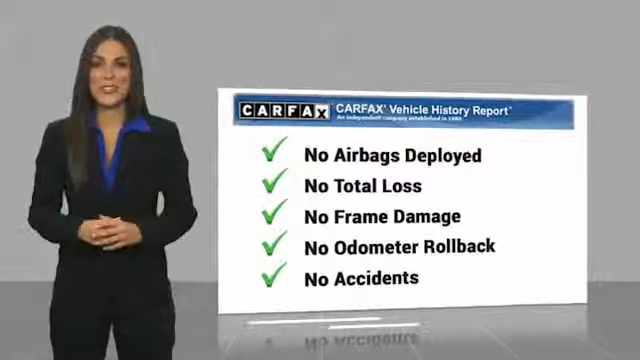 CARFAX CARFAX Vehicle History Report
An independent company established in 1986
No Airbags Deployed
No Total Loss
No Frame Damage
No Odometer Rollback
No Accidents